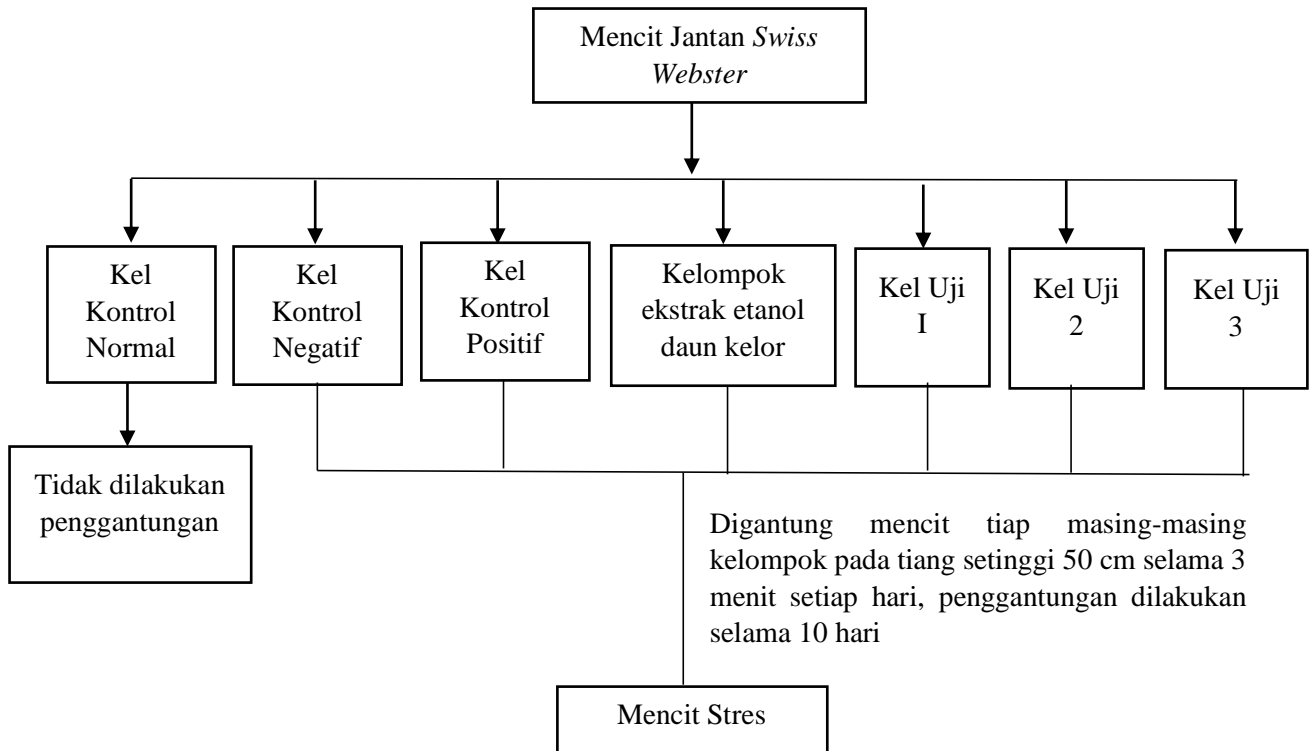 Mencit Jantan Swiss
Webster
Kel
Kontrol
Normal
Kel
Kontrol
Negatif
Kel
Kontrol
Positif
Kelompok
ekstrak etanol
daun kelor
Kel Uji
I
Kel Uji
2
Kel Uji
3
Tidak dilakukan
penggantungan
Digantung mencit tiap masing-masing
kelompok pada tiang setinggi 50 cm selama 3
menit setiap hari, penggantungan dilakukan
selama 10 hari
Mencit Stres